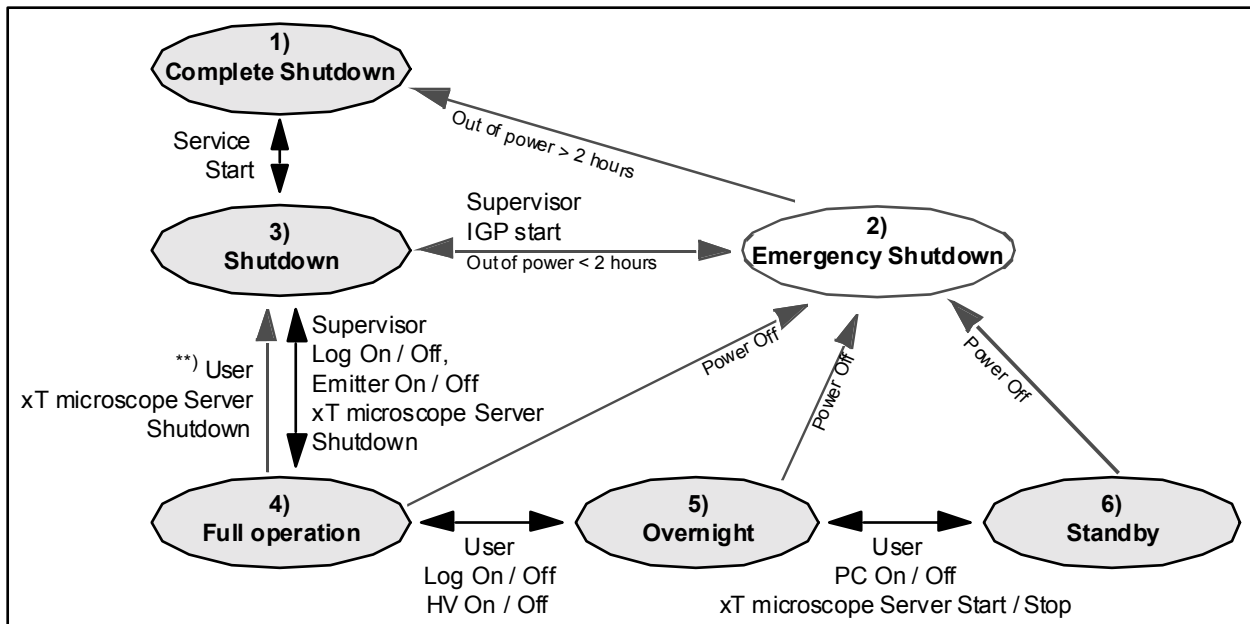 1)
Complete Shutdown
Out of power > 2 hours
Service
Start
3)
Shutdown
Supervisor
IGP start
Out of power < 2 hours
2)
Emergency Shutdown
**) User
xT microscope Server
Shutdown
Supervisor
Log On / Off,
Emitter On / Off
xT microscope Server
Shutdown
Power Off
Power Off
Power Off
4)
Full operation
User
Log On / Off
HV On / Off
5)
Overnight
User
PC On / Off
xT microscope Server Start / Stop
6)
Standby